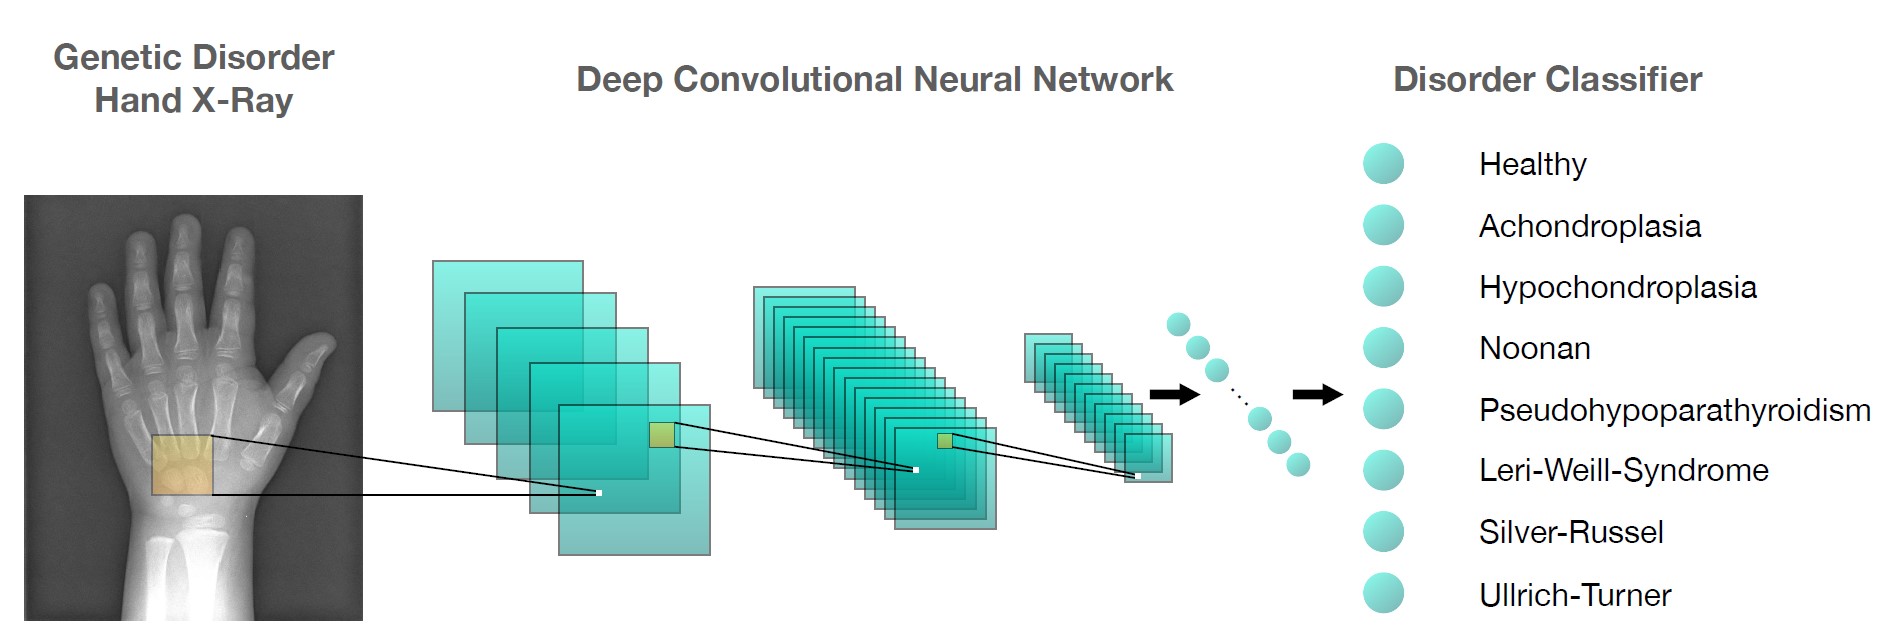 Genetic Disorder
Hand X-Ray
Deep Convolutional Neural Network
Disorder Classifier
Healthy
Achondroplasia
Hypochondroplasia
Noonan
Pseudohypoparathyroidism
Leri-Weill-Syndrome
Silver-Russel
Ullrich-Turner